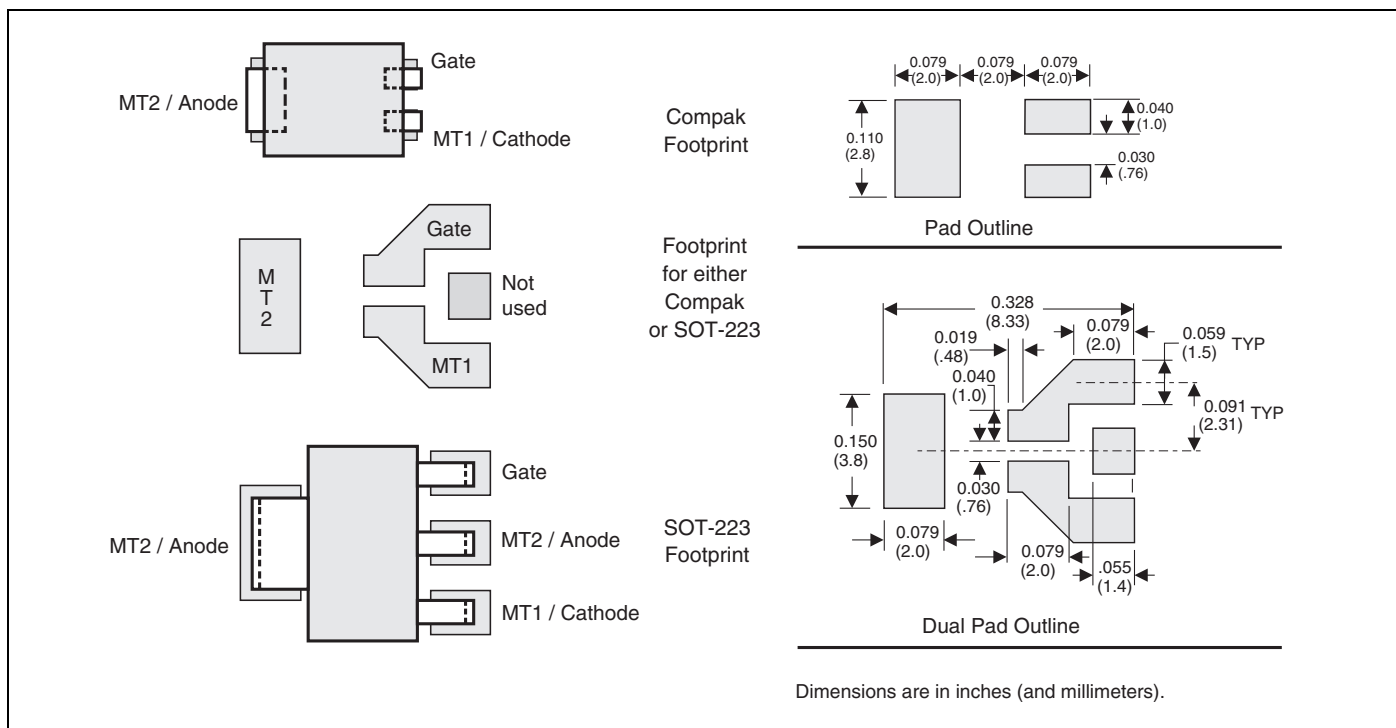 Gate
MT2 / Anode
MT1 / Cathode
Compak
Footprint
0.079
(2.0)
0.079
(2.0)
0.079
(2.0)
0.110
(2.8)
0.040
(1.0)
0.030
(.76)
Pad Outline
M
T
2
Gate
MT1
Not
used
Footprint
for either
Compak
or SOT-223
0.328
(8.33)
0.019
(.48)
0.079
(2.0)
0.059
(1.5)
TYP
0.040
(1.0)
0.091
(2.31)
TYP
0.150
(3.8)
0.030
(.76)
0.079
(2.0)
0.079
(2.0)
.055
(1.4)
Dual Pad Outline
Gate
MT2 / Anode
MT2 / Anode
MT1 / Cathode
SOT-223
Footprint
Dimensions are in inches (and millimeters).